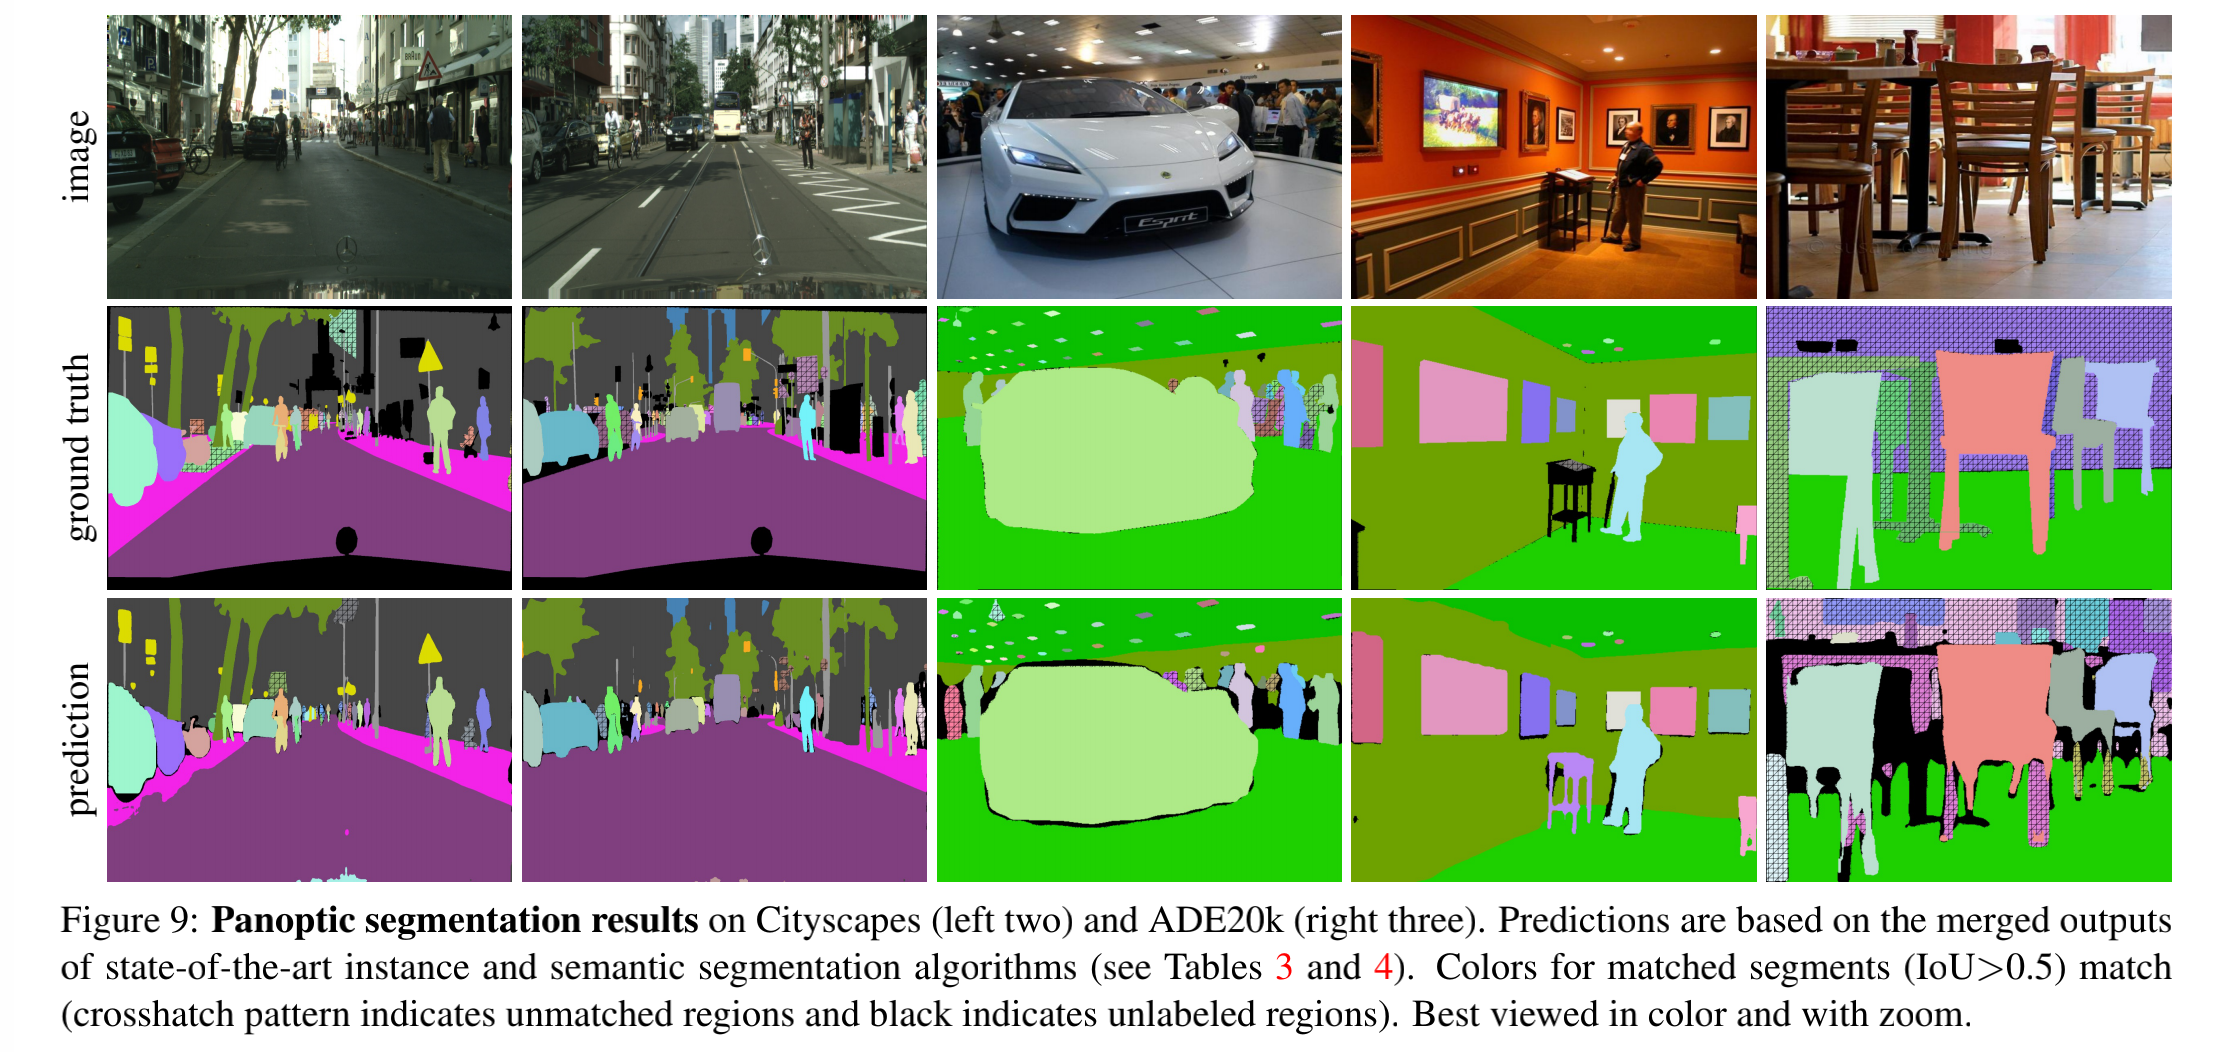 image
BRaUN
Esprit
ground truth
prediction
Figure 9: Panoptic segmentation results on Cityscapes (left two) and ADE20k (right three). Predictions are based on the merged outputs
of state-of-the-art instance and semantic segmentation algorithms (see Tables 3 and 4). Colors for matched segments (IoU>0.5) match
(crosshatch pattern indicates unmatched regions and black indicates unlabeled regions). Best viewed in color and with zoom.